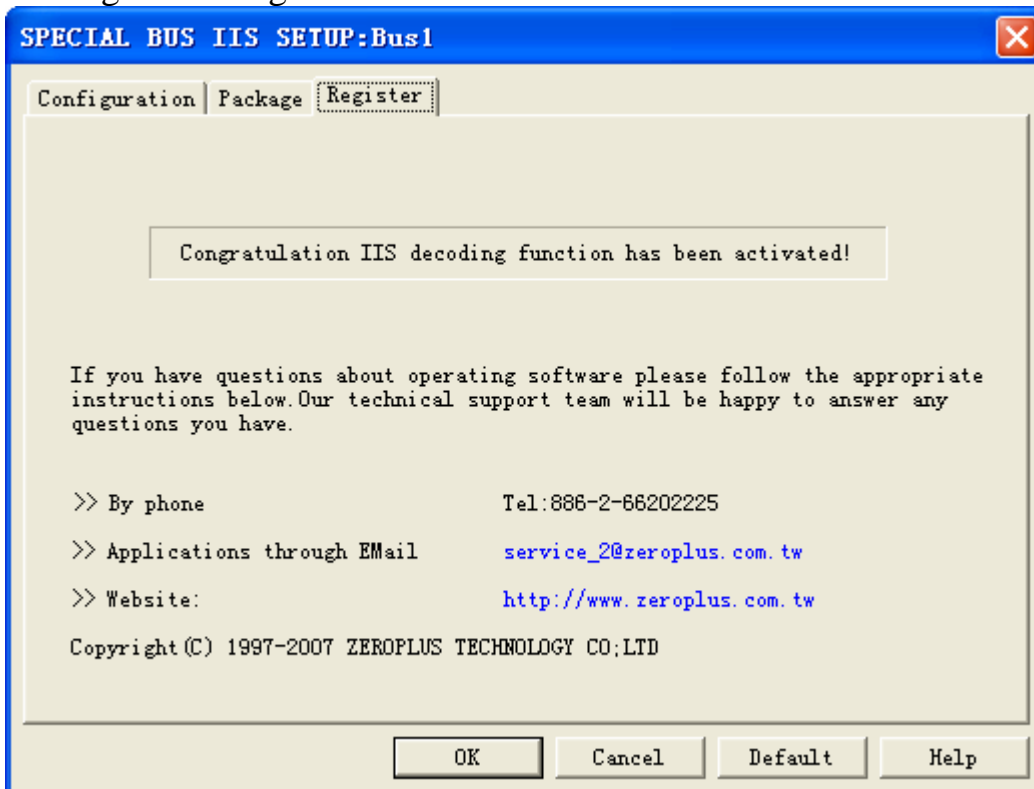 SPECIAL BUS IIS SETUP:Bus1
Configuration Package Register
Congratulation IIS decoding function has been activated!
If you have questions about operating software please follow the appropriate
instructions below.Our technical support team will be happy to answer any
questions you have.
>> By phone Tel:886-2-66202225
>> Applications through EMail service_2@zeroplus.com.tw
>> Website: http://www.zeroplus.com.tw
Copyright(C) 1997-2007 ZEROPLUS TECHNOLOGY CO;LTD
OK Cancel Default Help